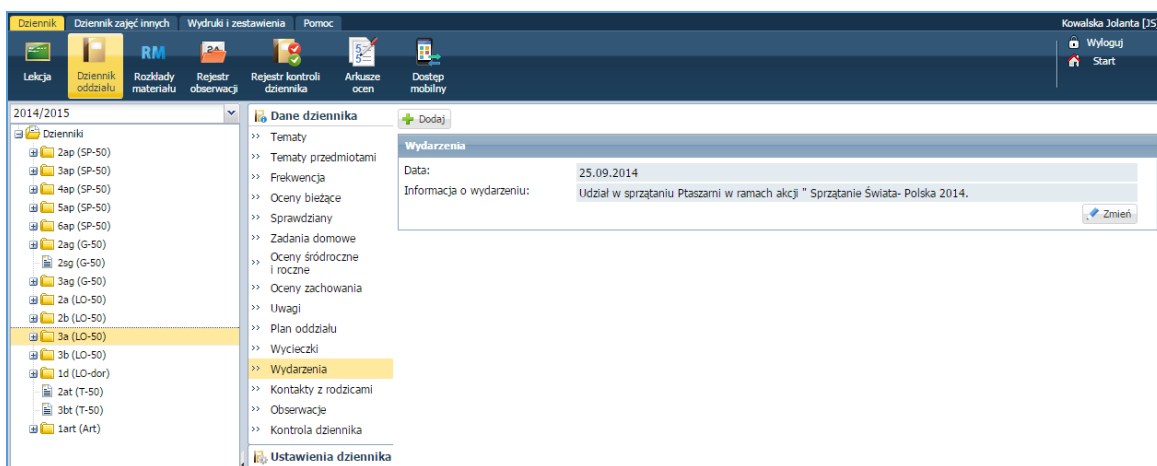 Dziennik Dziennik zajęć innych Wydruki i zestawienia Pomoc Kowalska Jolanta [JS
Wyloguj
Start
RM
Lekcja Dziennik oddziału Rozkłady materiału Rejestr obserwacji Rejestr kontroli dziennika Arkusze ocen Dostęp mobilny
2014/2015
Dzienniki
2ap (SP-50)
3ap (SP-50)
4ap (SP-50)
5ap (SP-50)
6ap (SP-50)
2ag (G-50)
2sg (G-50)
3ag (G-50)
2a (LO-50)
2b (LO-50)
3a (LO-50)
3b (LO-50)
1d (LO-dor)
2at (T-50)
3bt (T-50)
1art (Art)
Dane dziennika
Tematy
Tematy przedmiotami
Frekwencja
Oceny bieżące
Sprawdziany
Zadania domowe
Oceny śródroczne
i roczne
Oceny zachowania
Uwagi
Plan oddziału
Wycieczki
Wydarzenia
Kontakty z rodzicami
Obserwacje
Kontrola dziennika
Ustawienia dziennika
Dodaj
Wydarzenia
Data: 25.09.2014
Informacja o wydarzeniu: Udział w sprzątaniu Ptaszarni w ramach akcji " Sprzątanie Świata- Polska 2014.
Zmień